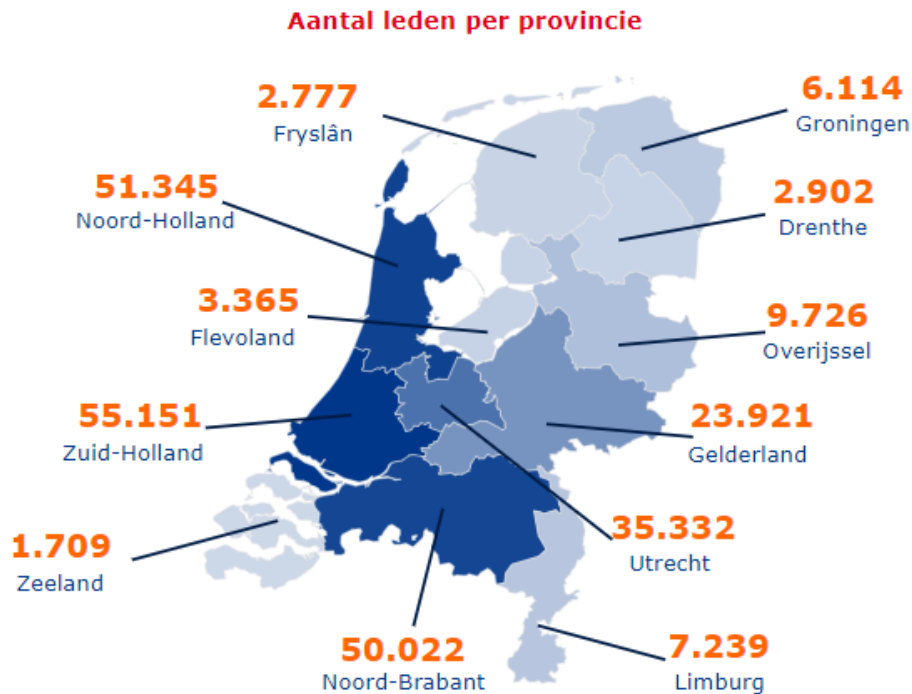 Aantal leden per provincie
2.777
Fryslân
6.114
Groningen
51.345
Noord-Holland
2.902
Drenthe
3.365
Flevoland
9.726
Overijssel
55.151
Zuid-Holland
23.921
Gelderland
1.709
Zeeland
35.332
Utrecht
50.022
Noord-Brabant
7.239
Limburg